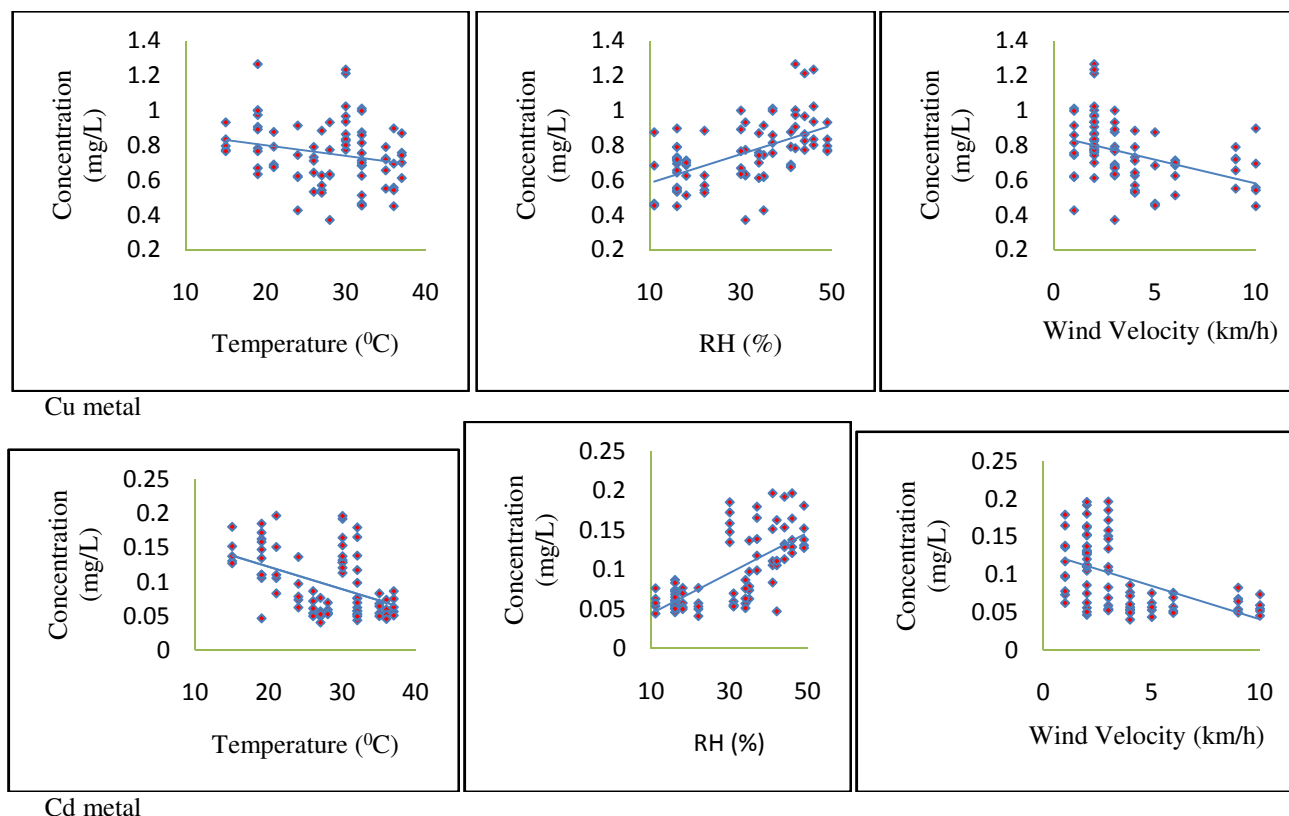 1.4
1.2
1
0.8
0.6
0.4
0.2
10 20 30 40
Concentration
(mg/L)
Temperature (⁰C)
1.4
1.2
1
0.8
0.6
0.4
0.2
10 30 50
Concentration
(mg/L)
RH (%)
1.4
1.2
1
0.8
0.6
0.4
0.2
0 5 10
Concentration
(mg/L)
Wind Velocity (km/h)
Cu metal
0.25
0.2
0.15
0.1
0.05
0
10 20 30 40
Concentration
(mg/L)
Temperature (⁰C)
0.25
0.2
0.15
0.1
0.05
0
10 30 50
Concentration
(mg/L)
RH (%)
0.25
0.2
0.15
0.1
0.05
0
0 5 10
Concentration
(mg/L)
Wind Velocity (km/h)
Cd metal